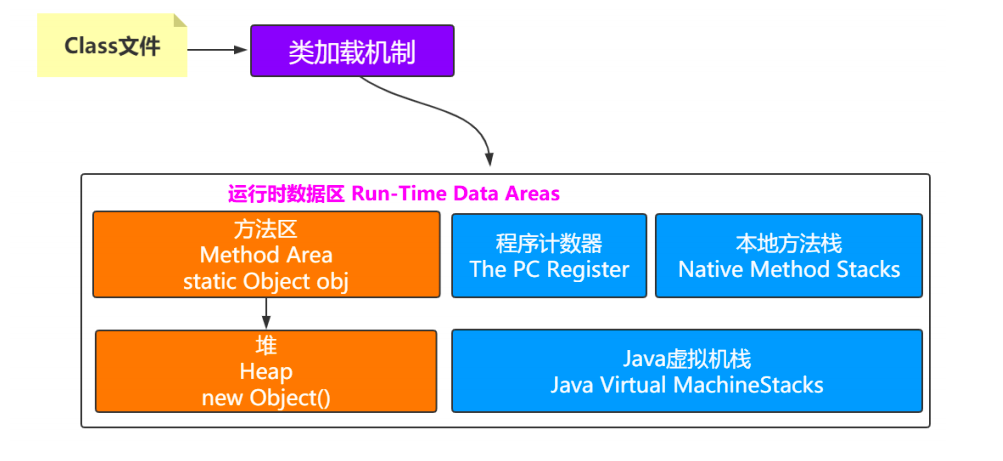 Class文件
类加载机制
运行时数据区 Run-Time Data Areas
方法区
Method Area
static Object obj
程序计数器
The PC Register
本地方法栈
Native Method Stacks
堆
Heap
new Object()
Java虚拟机栈
Java Virtual MachineStacks